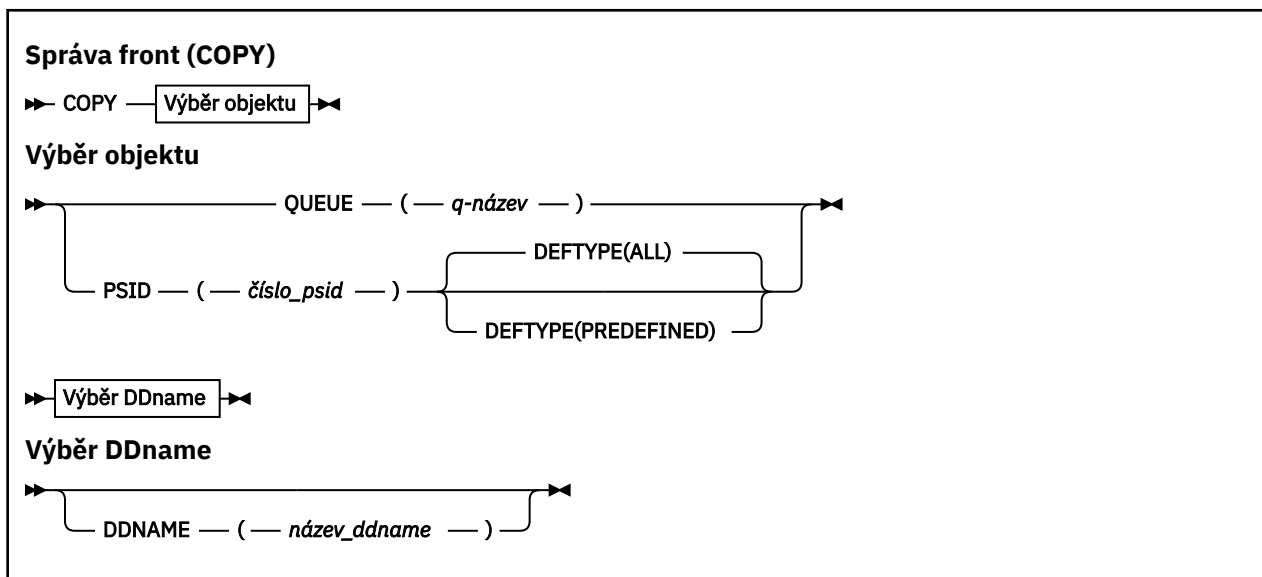 Správa front (COPY)
COPY Výběr objektu
Výběr objektu
QUEUE ( q-název )
DEFTYPE(ALL)
PSID ( číslo_psid )
DEFTYPE(PREDEFINED)
Výběr DDname
Výběr DDname
DDNAME ( název_ddname )